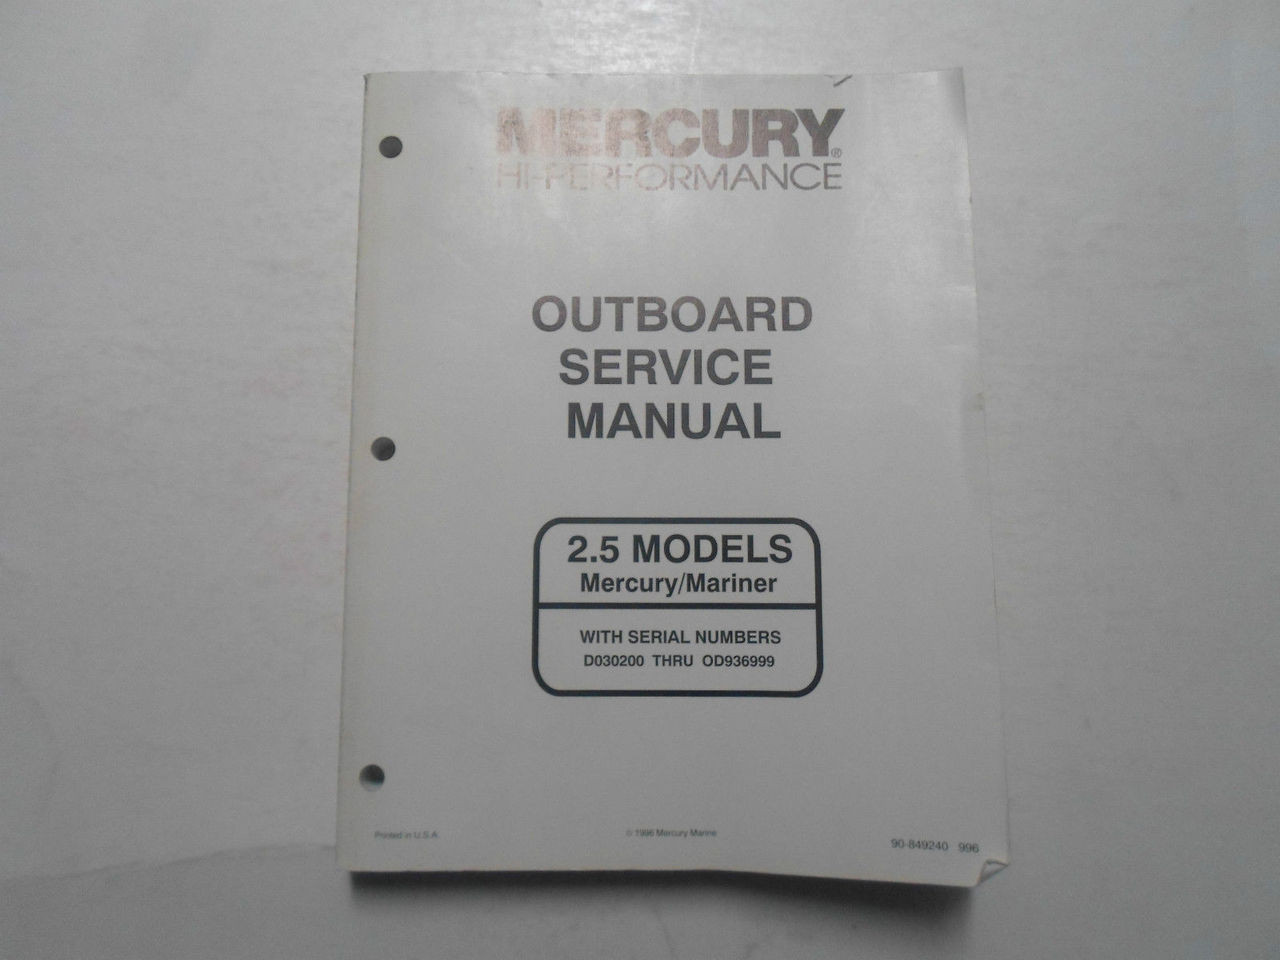 MERCURY®
HI-PERFORMANCE
OUTBOARD
SERVICE
MANUAL
2.5 MODELS
Mercury/Mariner
WITH SERIAL NUMBERS
D030200 THRU OD936999
Printed in U.S.A.
© 1996 Mercury Marine
90-849240 996